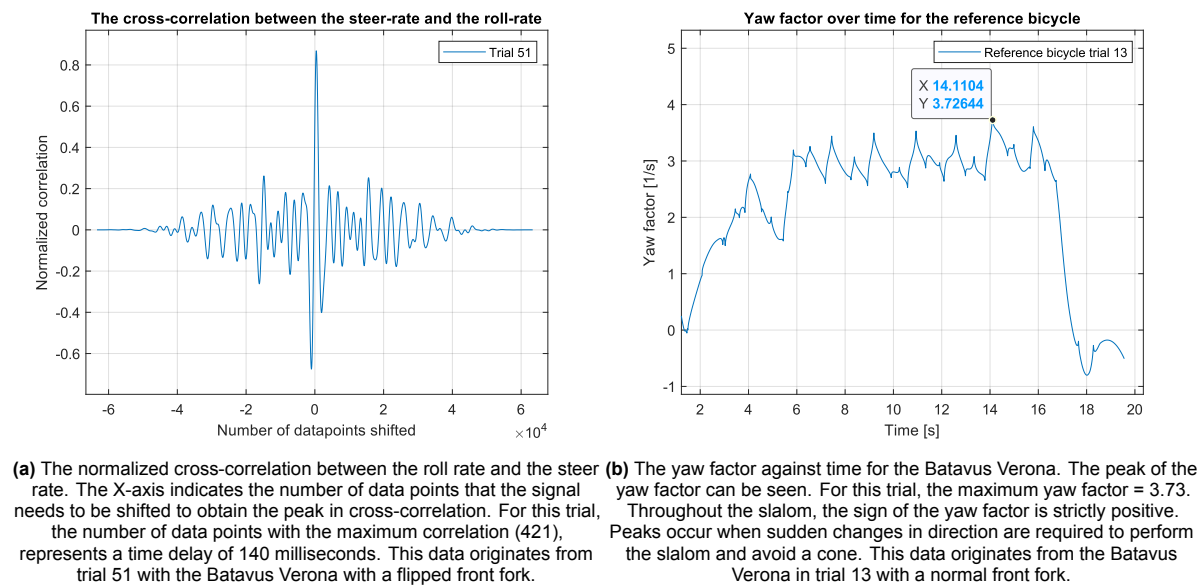 The cross-correlation between the steer-rate and the roll-rate
Trial 51
0.8
0.6
0.4
0.2
0
-0.2
-0.4
-0.6
Normalized correlation
-6
-4
-2
0
2
4
6
×10^4
Number of datapoints shifted
(a) The normalized cross-correlation between the roll rate and the steer
rate. The X-axis indicates the number of data points that the signal
needs to be shifted to obtain the peak in cross-correlation. For this trial,
the number of data points with the maximum correlation (421),
represents a time delay of 140 milliseconds. This data originates from
trial 51 with the Batavus Verona with a flipped front fork.
Yaw factor over time for the reference bicycle
Reference bicycle trial 13
X 14.1104
Y 3.72644
5
4
3
2
1
0
-1
Yaw factor [1/s]
2
4
6
8
10
12
14
16
18
20
Time [s]
(b) The yaw factor against time for the Batavus Verona. The peak of the
yaw factor can be seen. For this trial, the maximum yaw factor = 3.73.
Throughout the slalom, the sign of the yaw factor is strictly positive.
Peaks occur when sudden changes in direction are required to perform
the slalom and avoid a cone. This data originates from the Batavus
Verona in trial 13 with a normal front fork.